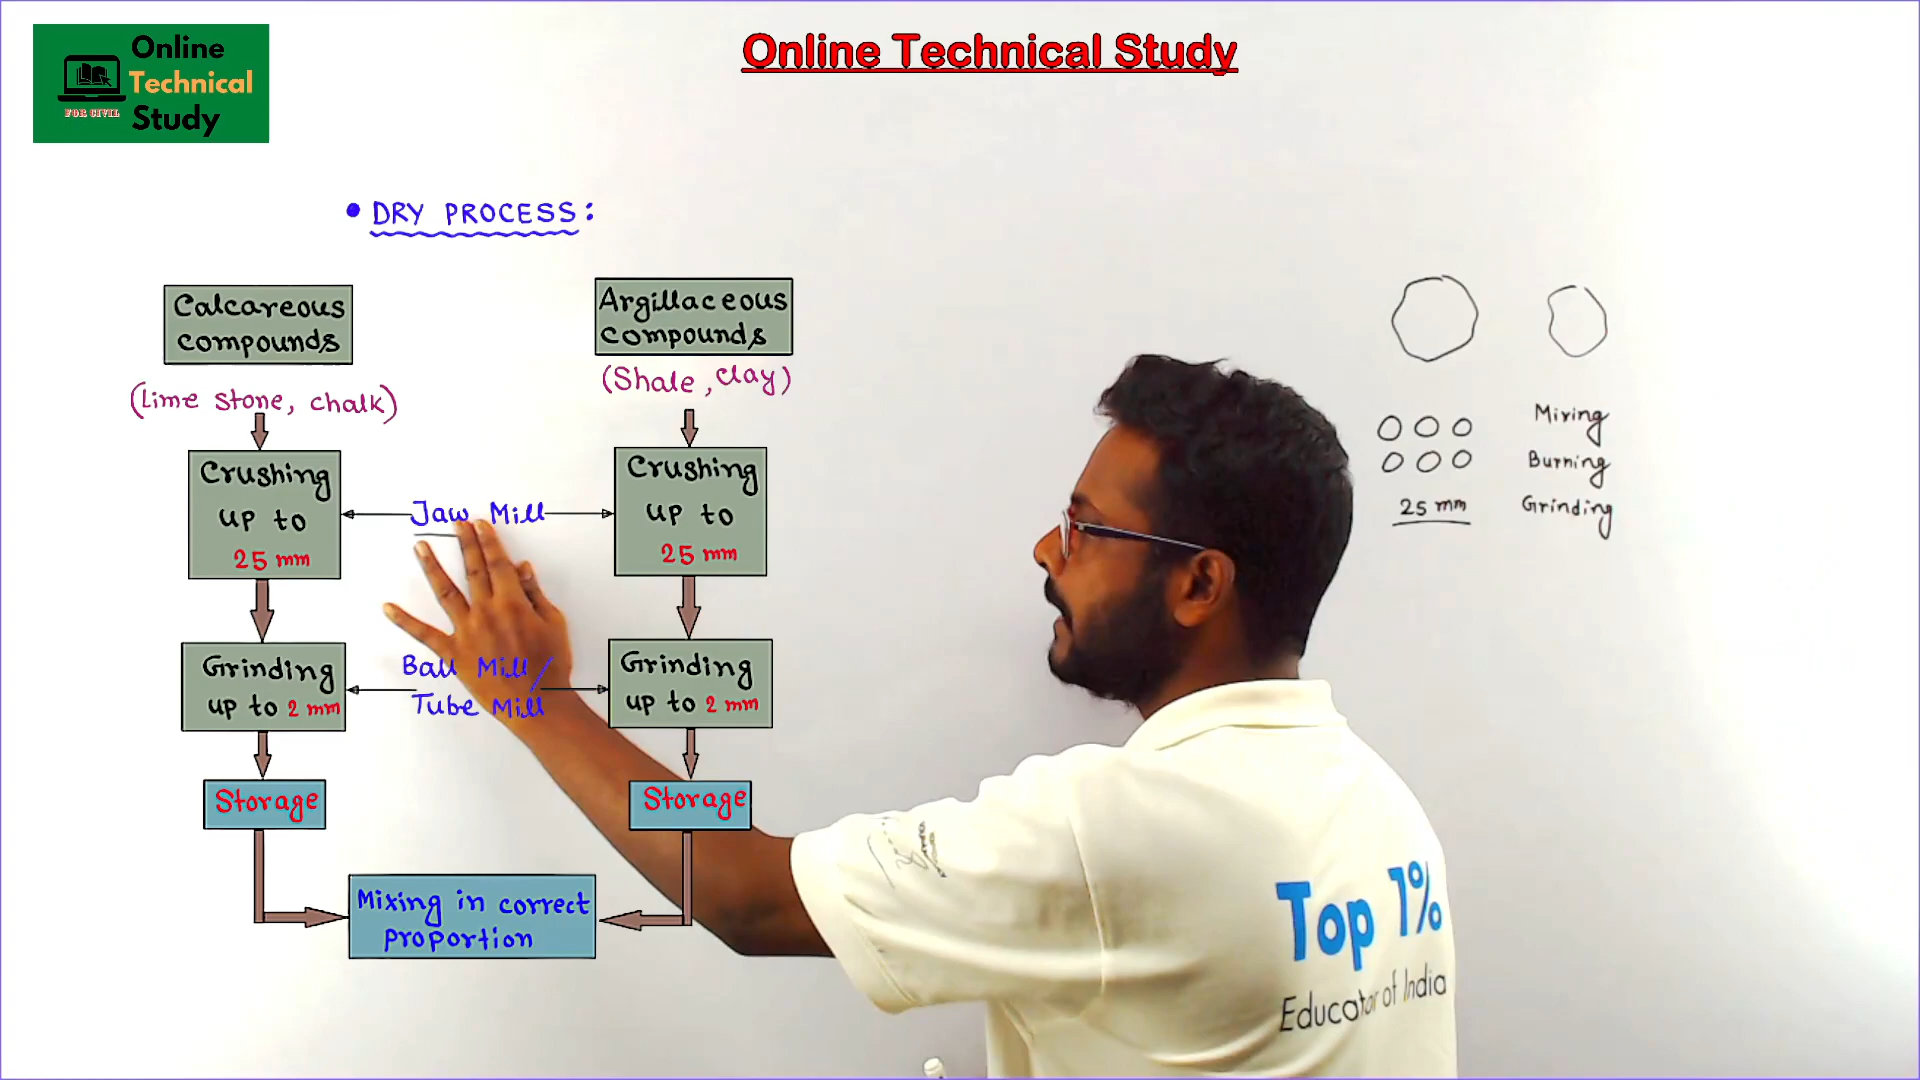 Online
Technical
Study
FOR CIVIL
Online Technical Study
• DRY PROCESS:
Calcareous
compounds
(Lime stone, chalk)
Crushing
up to
25 mm
Grinding
up to 2 mm
Storage
Jaw Mill
Ball Mill/
Tube Mill
Argillaceous
compounds
(Shale, clay)
Crushing
up to
25 mm
Grinding
up to 2 mm
Storage
Mixing in correct
proportion
25 mm
Mixing
Burning
Grinding
Top 1%
Educator of India